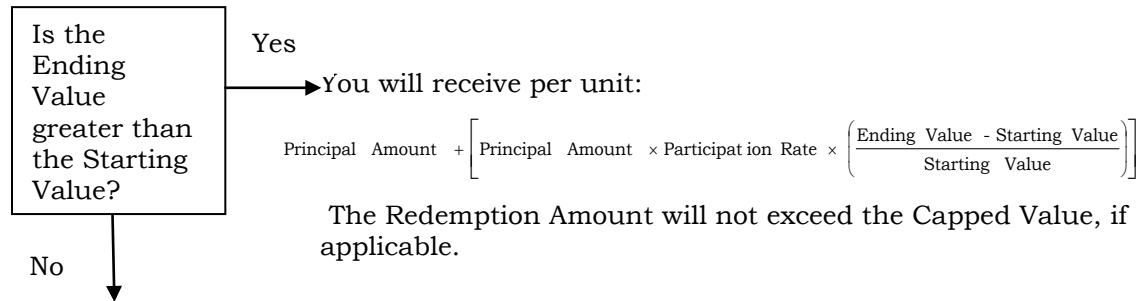 Is the
Ending
Value
greater than
the Starting
Value?
Yes
You will receive per unit:
Principal Amount + [Principal Amount × Participat ion Rate × (Ending Value - Starting Value / Starting Value)]
The Redemption Amount will not exceed the Capped Value, if
applicable.
No